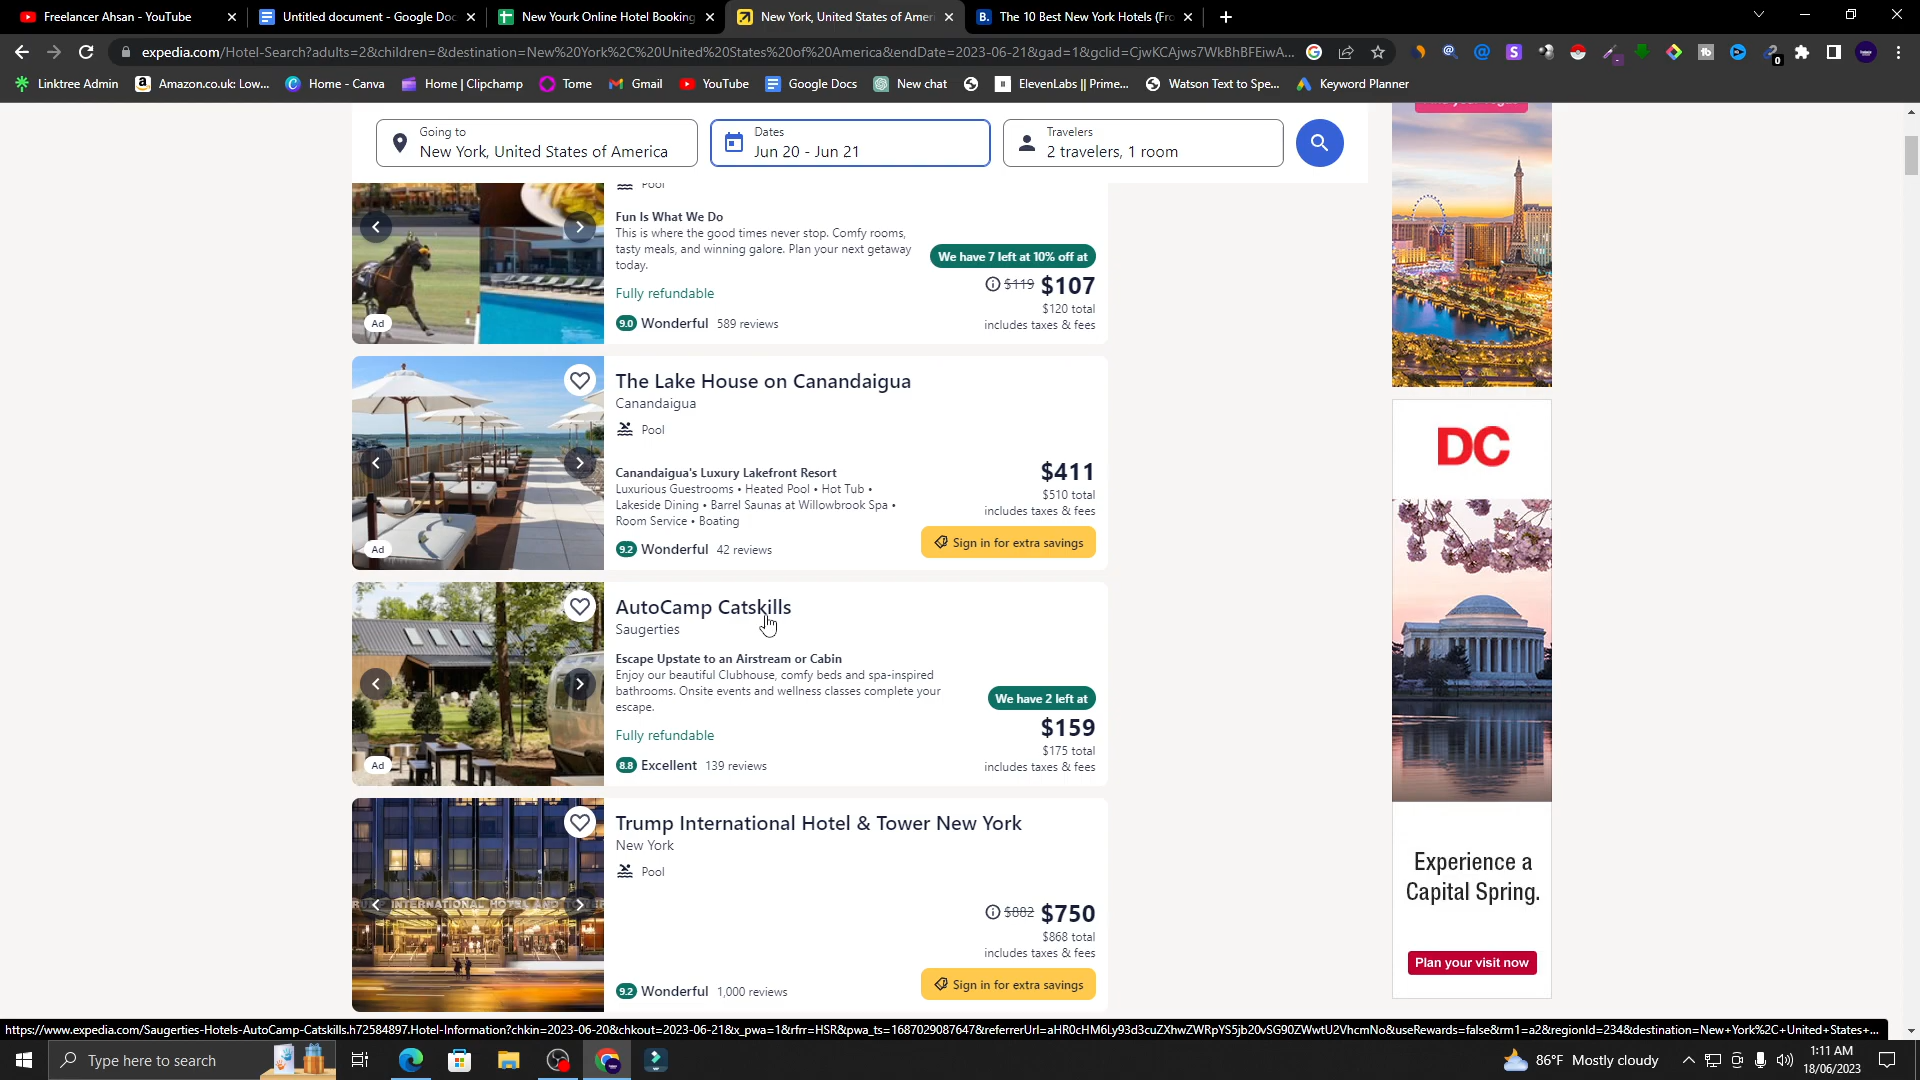 Freelancer Ahsan - YouTube
Untitled document - Google Doc
New Yourk Online Hotel Booking
New York, United States of Ameri
B. The 10 Best New York Hotels (Fro
expedia.com/Hotel-Search?adults=2&children=&destination=New%20York%2C%20United%20States%20of%20America&endDate=2023-06-21&gad=1&gclid=CjwKCAjws7WkBhBFEiwA...
Linktree Admin
Amazon.co.uk: Low...
Home - Canva
Home | Clipchamp
Tome
Gmail
YouTube
Google Docs
New chat
ElevenLabs || Prime...
Watson Text to Spe...
Keyword Planner
Going to
New York, United States of America
Dates
Jun 20 - Jun 21
Travelers
2 travelers, 1 room
Pool
Fun Is What We Do
This is where the good times never stop. Comfy rooms,
tasty meals, and winning galore. Plan your next getaway
today.
We have 7 left at 10% off at
$119 $107
Fully refundable
$120 total
includes taxes & fees
9.0 Wonderful 589 reviews
Ad
The Lake House on Canandaigua
Canandaigua
Pool
Canandaigua's Luxury Lakefront Resort
Luxurious Guestrooms • Heated Pool • Hot Tub •
Lakeside Dining • Barrel Saunas at Willowbrook Spa •
Room Service • Boating
$411
$510 total
includes taxes & fees
9.2 Wonderful 42 reviews
Sign in for extra savings
Ad
AutoCamp Catskills
Saugerties
Escape Upstate to an Airstream or Cabin
Enjoy our beautiful Clubhouse, comfy beds and spa-inspired
bathrooms. Onsite events and wellness classes complete your
escape.
We have 2 left at
$159
Fully refundable
$175 total
includes taxes & fees
8.8 Excellent 139 reviews
Ad
Trump International Hotel & Tower New York
New York
Pool
$882 $750
$868 total
includes taxes & fees
9.2 Wonderful 1,000 reviews
Sign in for extra savings
DC
Experience a
Capital Spring.
Plan your visit now
https://www.expedia.com/Saugerties-Hotels-AutoCamp-Catskills.h72584897.Hotel-Information?chkin=2023-06-20&chkout=2023-06-21&x_pwa=1&rfrr=HSR&pwa_ts=1687029087647&referrerUrl=aHR0cHM6Ly93d3cuZXhwZWRpYS5jb20vSG90ZWwtU2VhcmNo&useRewards=false&rm1=a2&regionId=234&destination=New+York%2C+United+States+...
Type here to search
86°F Mostly cloudy
1:11 AM
18/06/2023